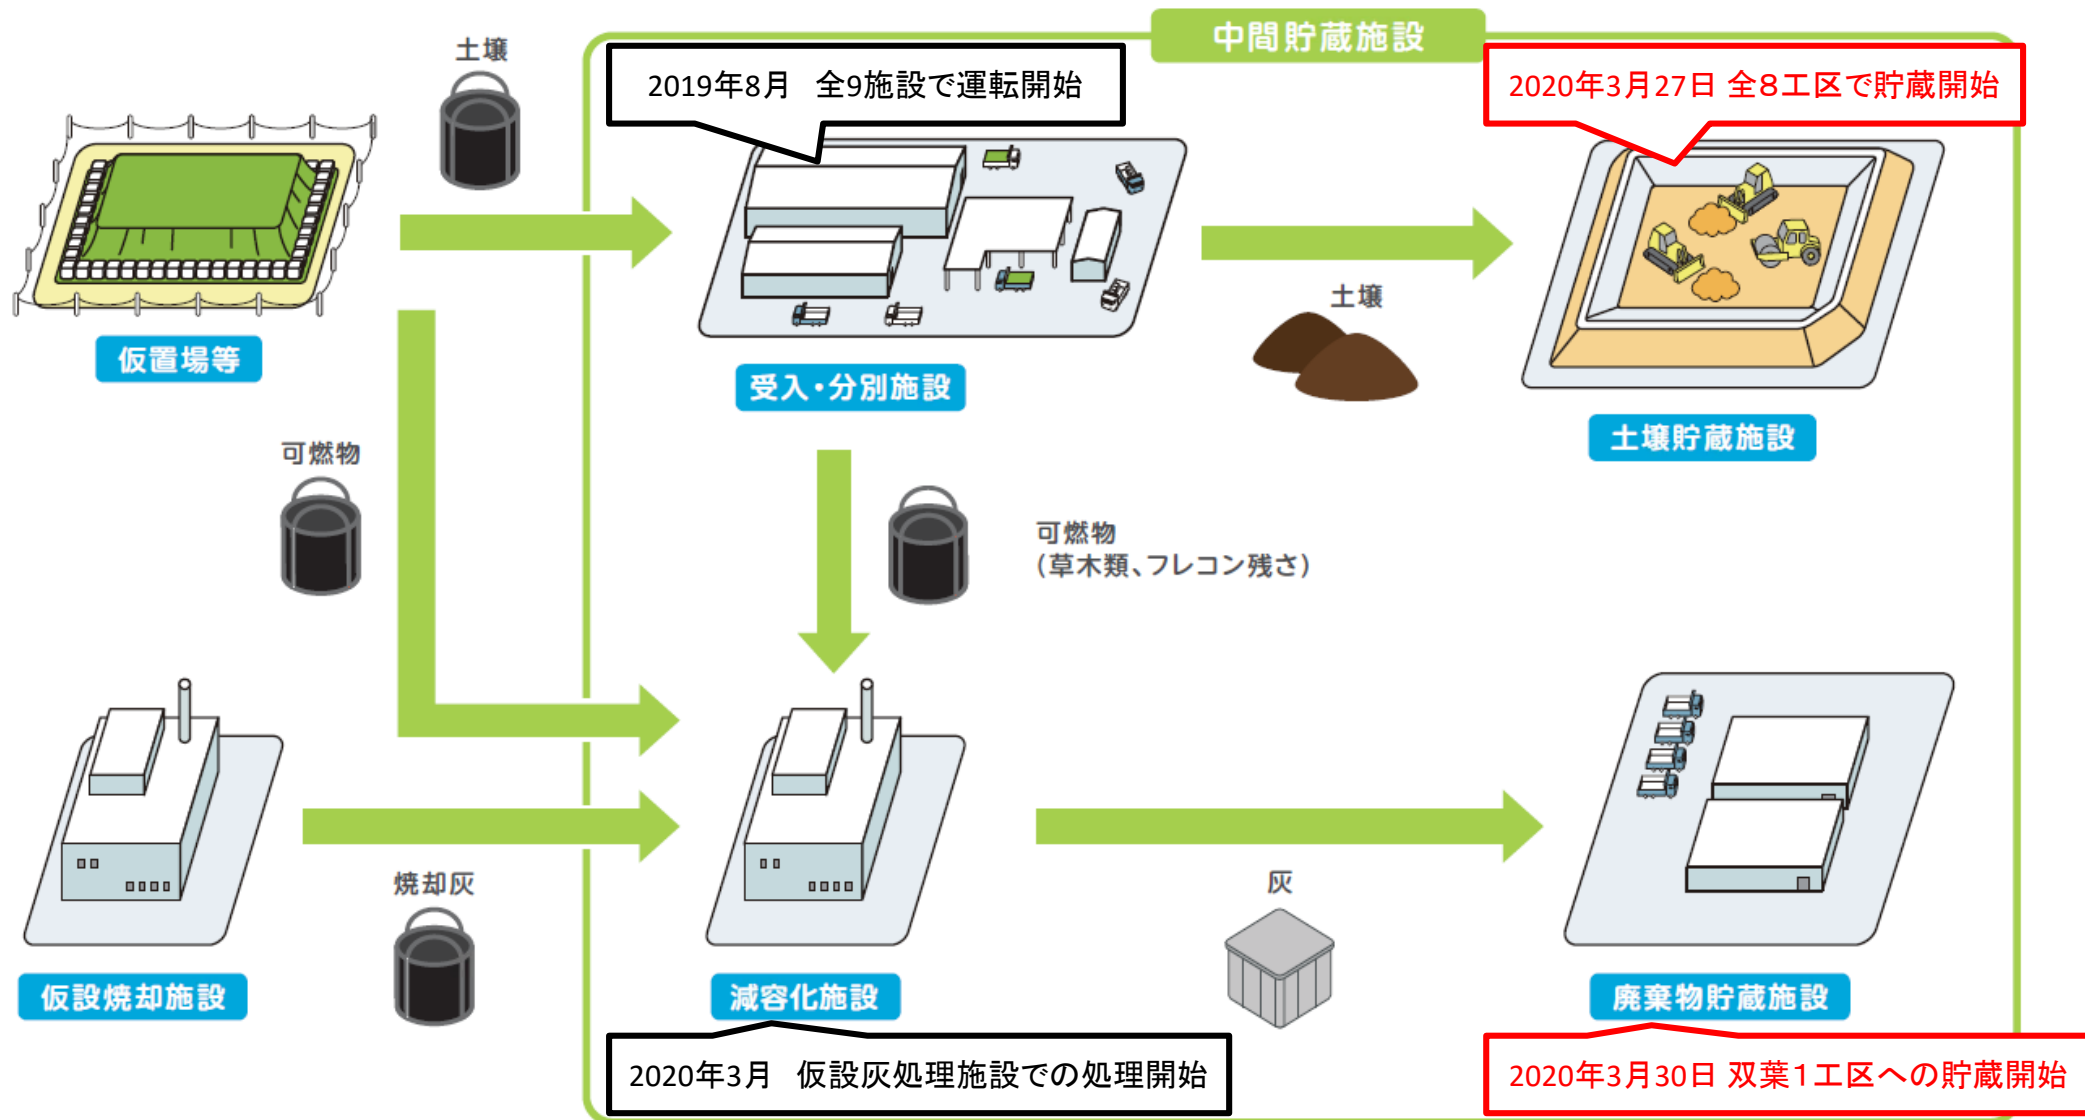 中間貯蔵施設
土壌
2019年8月 全9施設で運転開始
2020年3月27日 全8工区で貯蔵開始
仮置場等
受入・分別施設
土壌
土壌貯蔵施設
可燃物
可燃物
(草木類、フレコン残さ)
焼却灰
灰
仮設焼却施設
減容化施設
廃棄物貯蔵施設
2020年3月 仮設灰処理施設での処理開始
2020年3月30日 双葉1工区への貯蔵開始